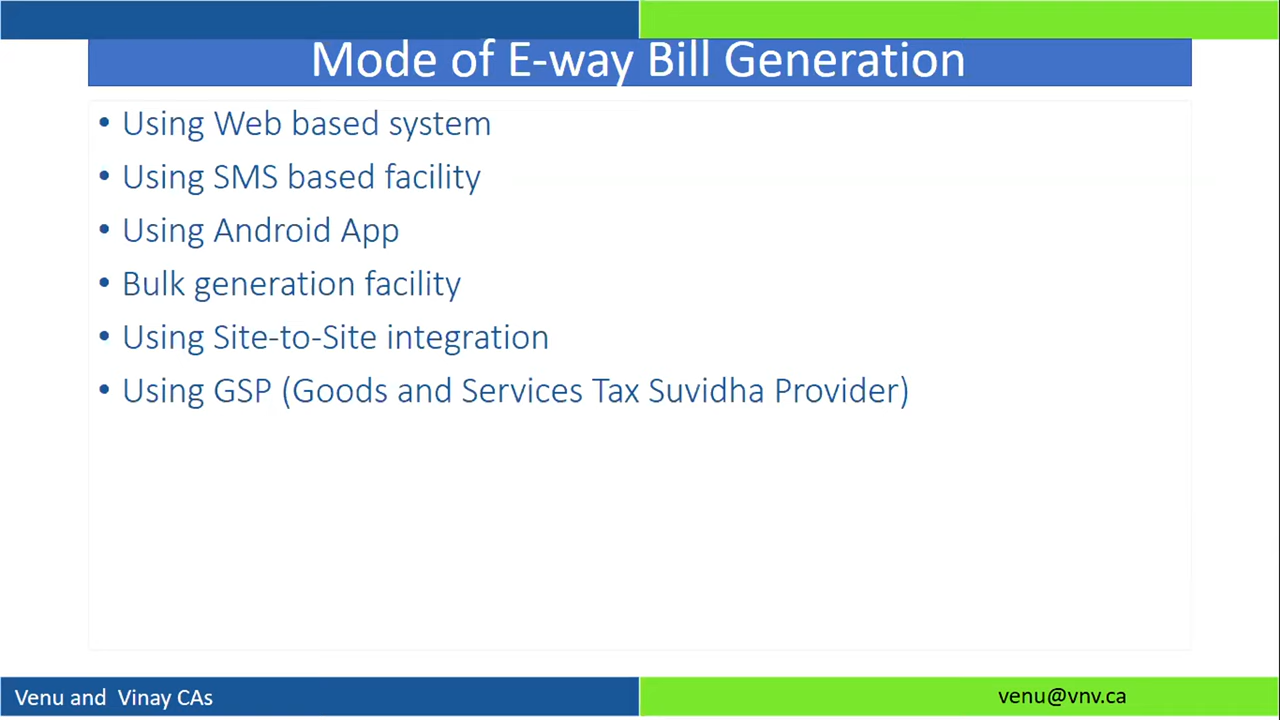 Mode of E-way Bill Generation
• Using Web based system
• Using SMS based facility
• Using Android App
• Bulk generation facility
• Using Site-to-Site integration
• Using GSP (Goods and Services Tax Suvidha Provider)
Venu and Vinay CAs
venu@vnv.ca